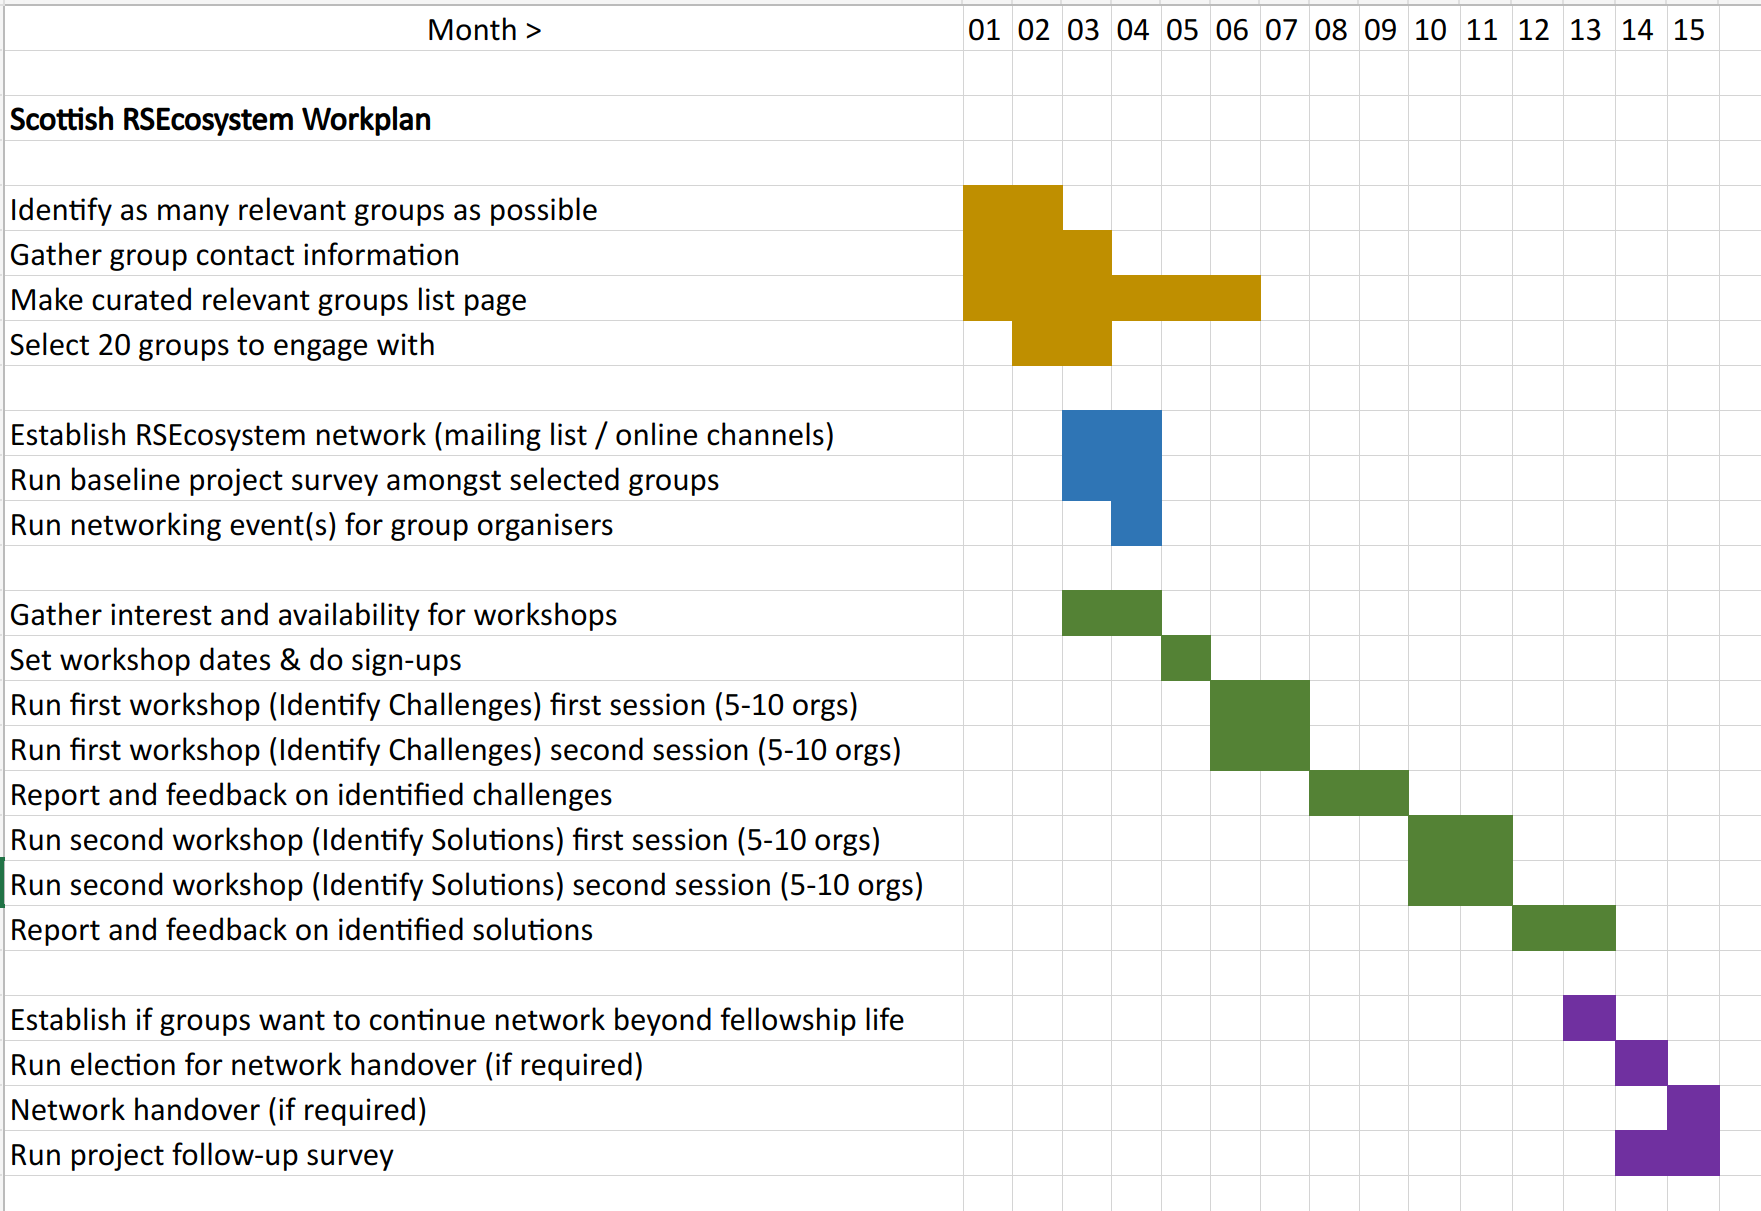 Month > 01 02 03 04 05 06 07 08 09 10 11 12 13 14 15
Scottish RSEcosystem Workplan
Identify as many relevant groups as possible
Gather group contact information
Make curated relevant groups list page
Select 20 groups to engage with
Establish RSEcosystem network (mailing list / online channels)
Run baseline project survey amongst selected groups
Run networking event(s) for group organisers
Gather interest and availability for workshops
Set workshop dates & do sign-ups
Run first workshop (Identify Challenges) first session (5-10 orgs)
Run first workshop (Identify Challenges) second session (5-10 orgs)
Report and feedback on identified challenges
Run second workshop (Identify Solutions) first session (5-10 orgs)
Run second workshop (Identify Solutions) second session (5-10 orgs)
Report and feedback on identified solutions
Establish if groups want to continue network beyond fellowship life
Run election for network handover (if required)
Network handover (if required)
Run project follow-up survey